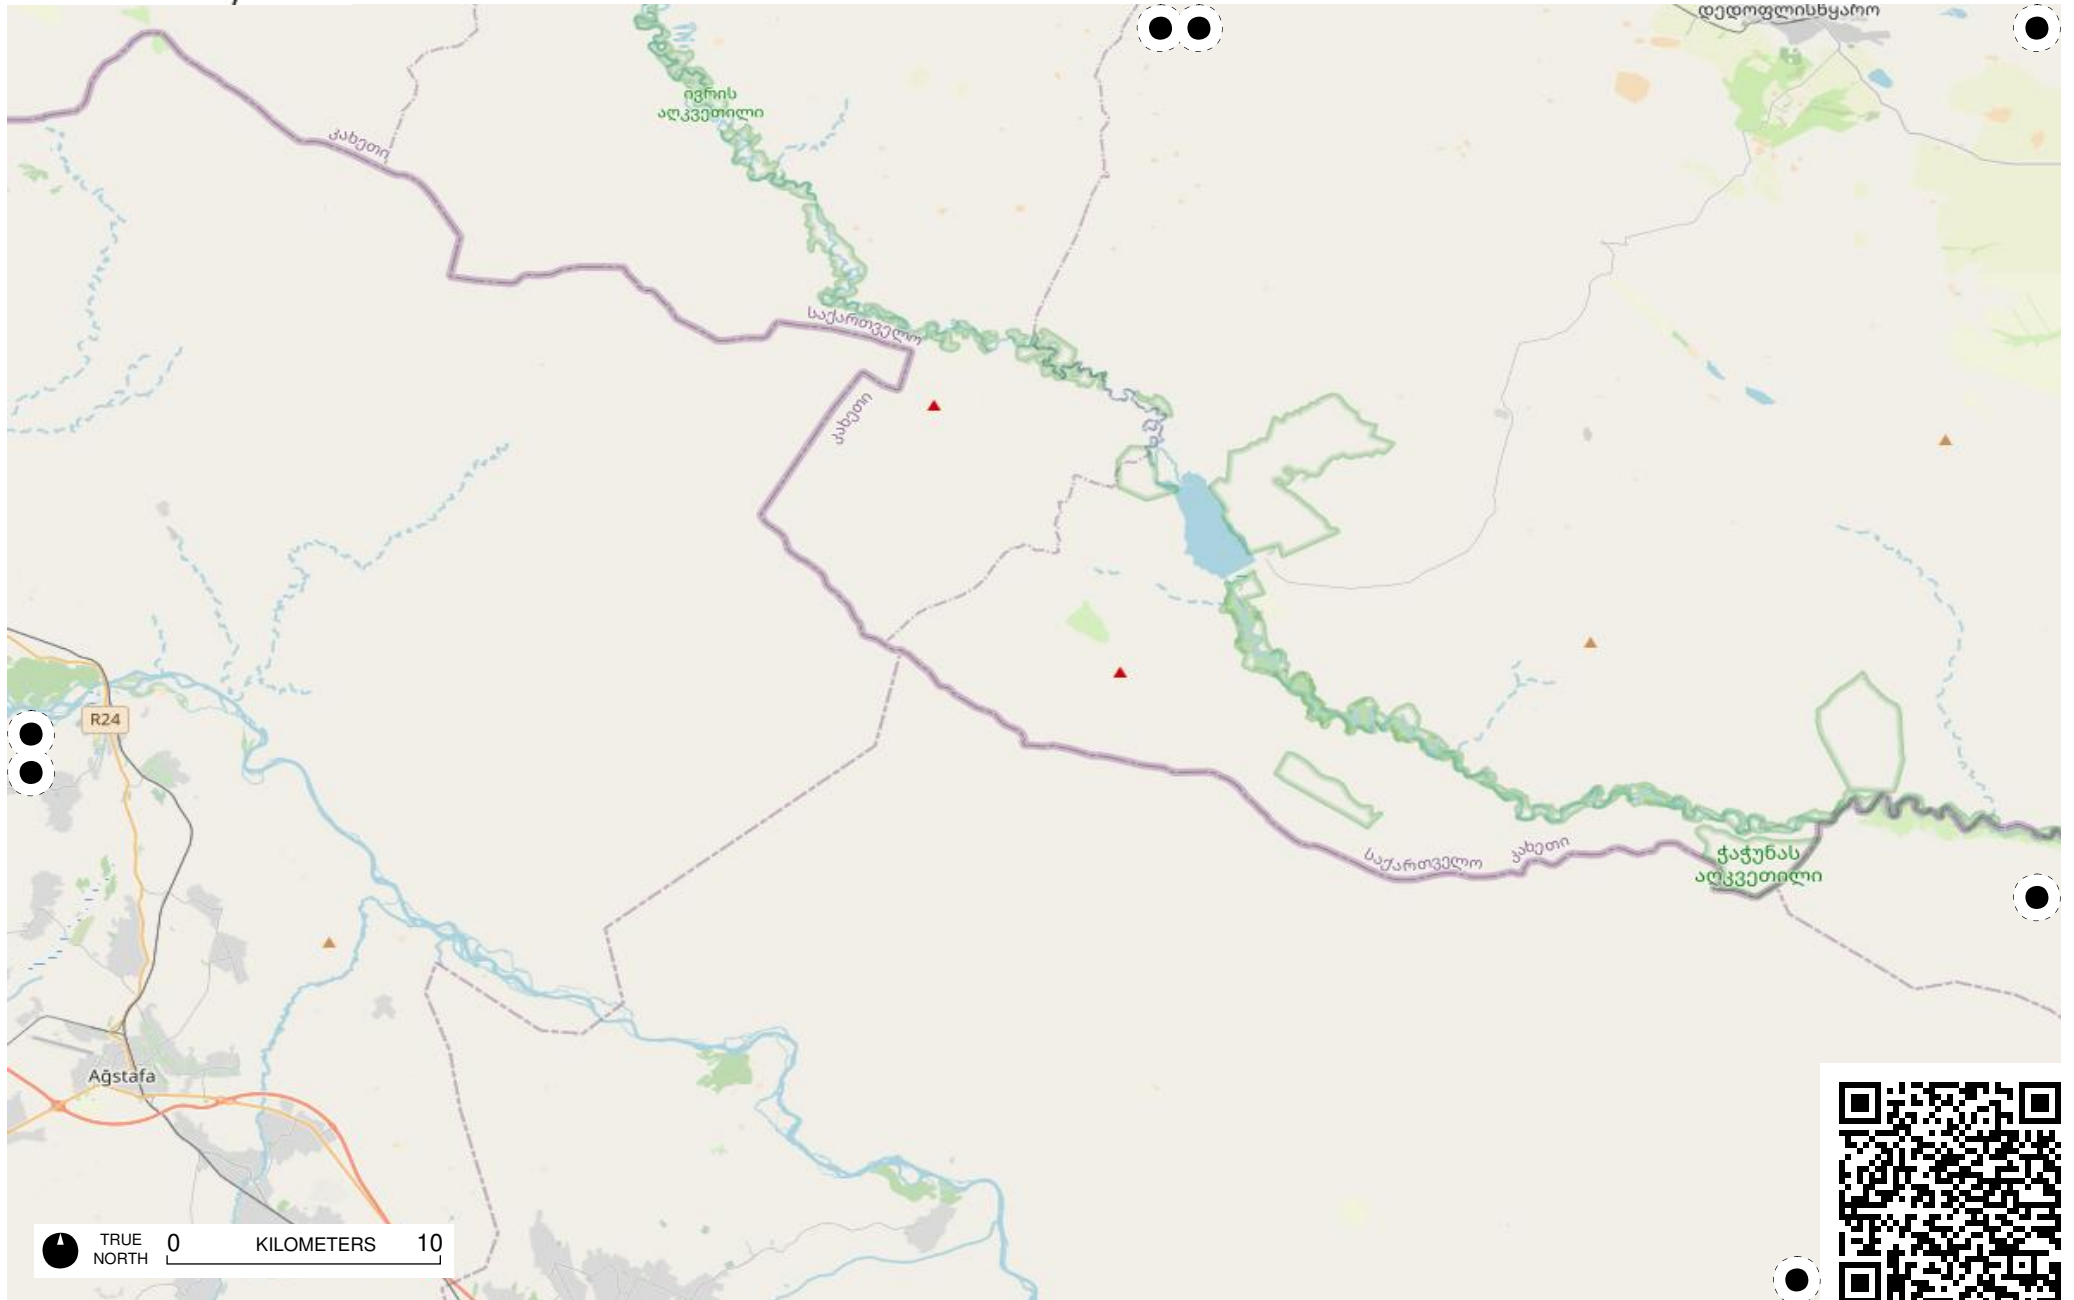 დედოფლისწყარო
ივრის
აღკვეთილი
კახეთი
საქართველო
კახეთი
R24
საქართველო
კახეთი
ჭაჭუნას
აღკვეთილი
Ağstafa
TRUE
NORTH
0 KILOMETERS 10